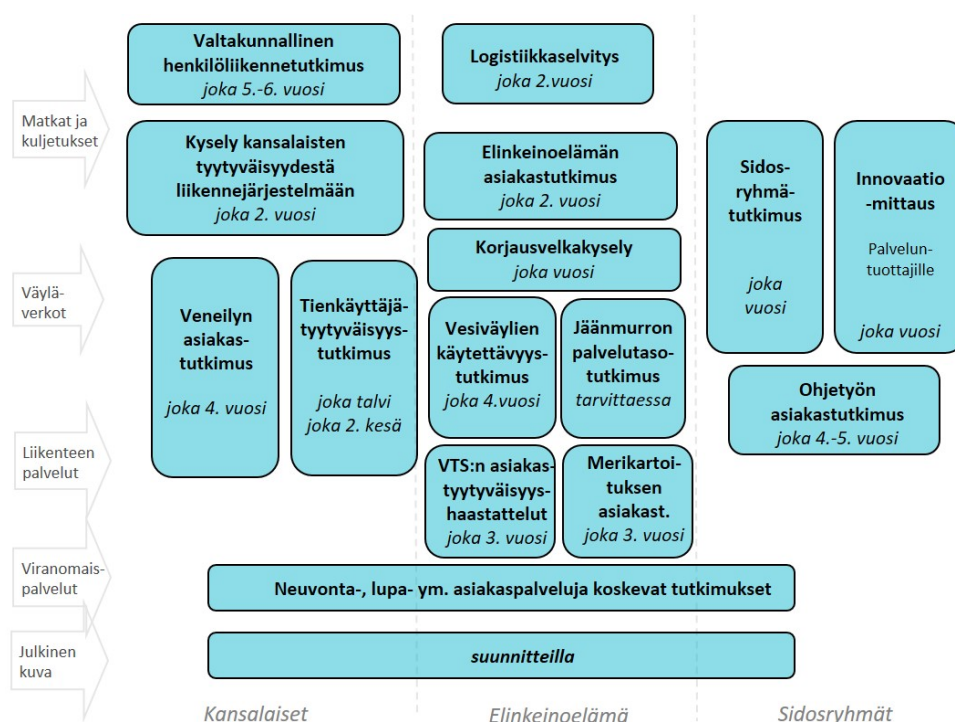 Valtakunnallinen
henkilöliikennetutkimus
joka 5.-6. vuosi
Logistiikkaselvitys
joka 2.vuosi
Matkat ja
kuljetukset
Kysely kansalaisten
tyytyväisyydestä
liikennejärjestelmään
joka 2. vuosi
Elinkeinoelämän
asiakastutkimus
joka 2. vuosi
Sidos-
ryhmä-
tutkimus
joka
vuosi
Innovaatio
-mittaus
Palvelun-
tuottajille
joka vuosi
Korjausvelkakysely
joka vuosi
Väylä-
verkot
Veneilyn
asiakas-
tutkimus
joka 4. vuosi
Tienkäyttäjä-
tyytyväisyys-
tutkimus
joka talvi
joka 2. kesä
Vesiväylien
käytettävyys-
tutkimus
joka 4.vuosi
Jäänmurron
palvelutaso-
tutkimus
tarvittaessa
Ohjetyön
asiakastutkimus
joka 4.-5. vuosi
Liikenteen
palvelut
VTS:n asiakas-
tyytyväisyys-
haastattelut
joka 3. vuosi
Merikartoi-
tuksen
asiakast.
joka 3. vuosi
Viranomais-
palvelut
Neuvonta-, lupa- ym. asiakaspalveluja koskevat tutkimukset
Julkinen
kuva
suunnitteilla
Kansalaiset
Elinkeinoelämä
Sidosryhmät